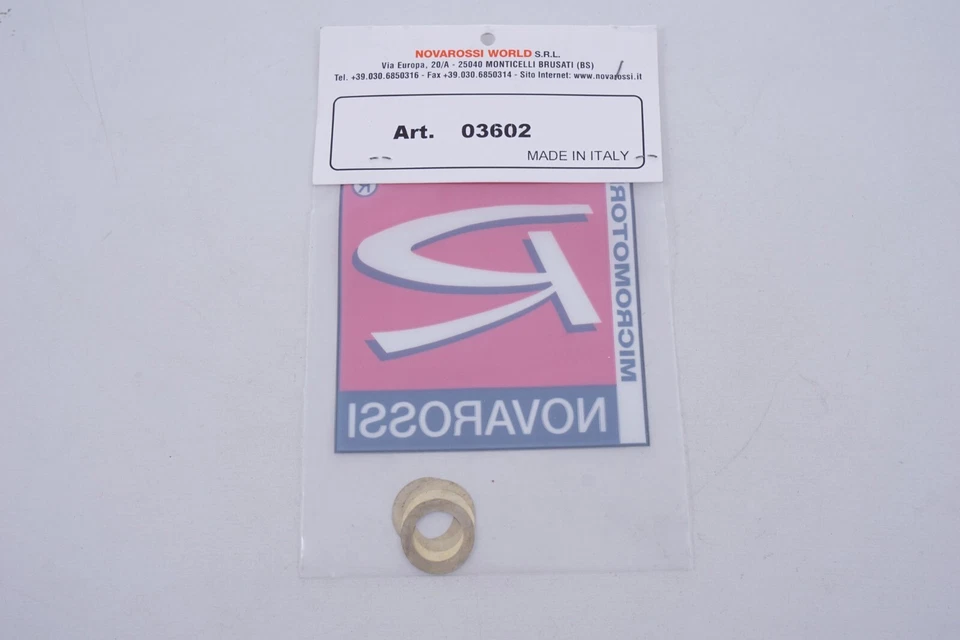 NOVAROSSI WORLD S.R.L.
Via Europa, 20/A - 25040 MONTICELLI BRUSATI (BS)
Tel. +39.030.6850316 - Fax +39.030.6850314 - Sito Internet: www.novarossi.it
Art. 03602
MADE IN ITALY
®
MICROMOTORI
NOVAROSSI